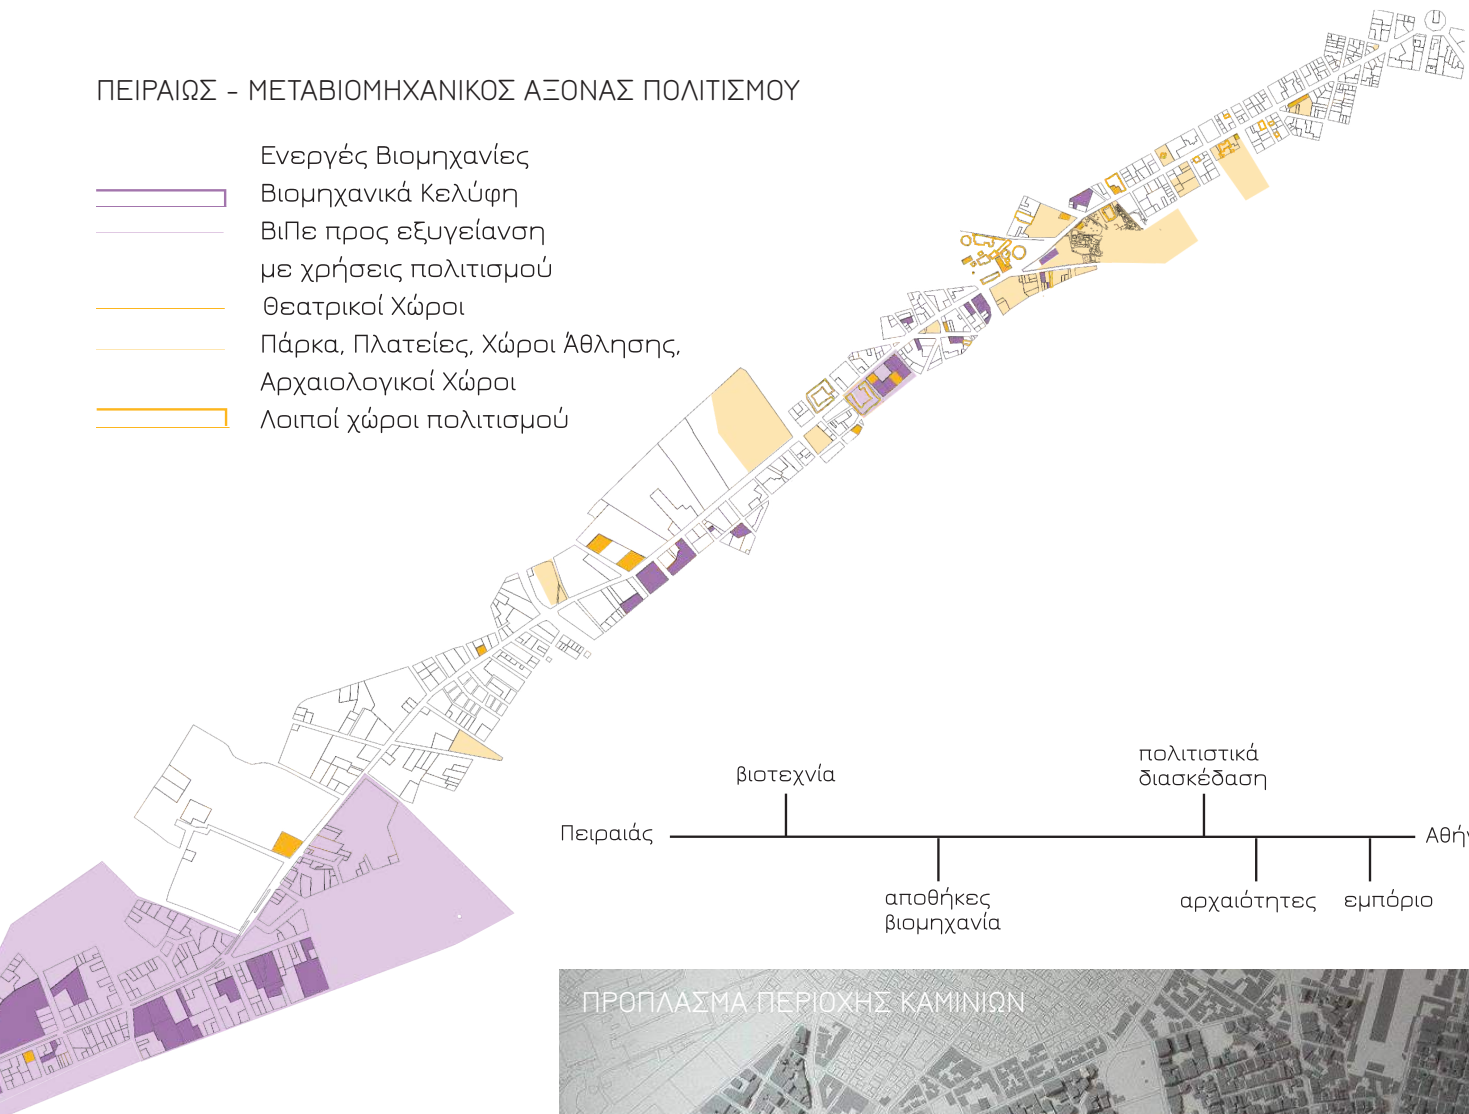 ΠΕΙΡΑΙΩΣ - ΜΕΤΑΒΙΟΜΗΧΑΝΙΚΟΣ ΑΞΟΝΑΣ ΠΟΛΙΤΙΣΜΟΥ
Ενεργές Βιομηχανίες
Βιομηχανικά Κελύφη
ΒιΠε προς εξυγείανση
με χρήσεις πολιτισμού
Θεατρικοί Χώροι
Πάρκα, Πλατείες, Χώροι Άθλησης,
Αρχαιολογικοί Χώροι
Λοιποί χώροι πολιτισμού
πολιτιστικά
διασκέδαση
βιοτεχνία
Πειραιάς
αποθήκες
βιομηχανία
αρχαιότητες
εμπόριο
ΠΡΟΠΛΑΣΜΑ ΠΕΡΙΟΧΗΣ ΚΑΜΙΝΙΩΝ